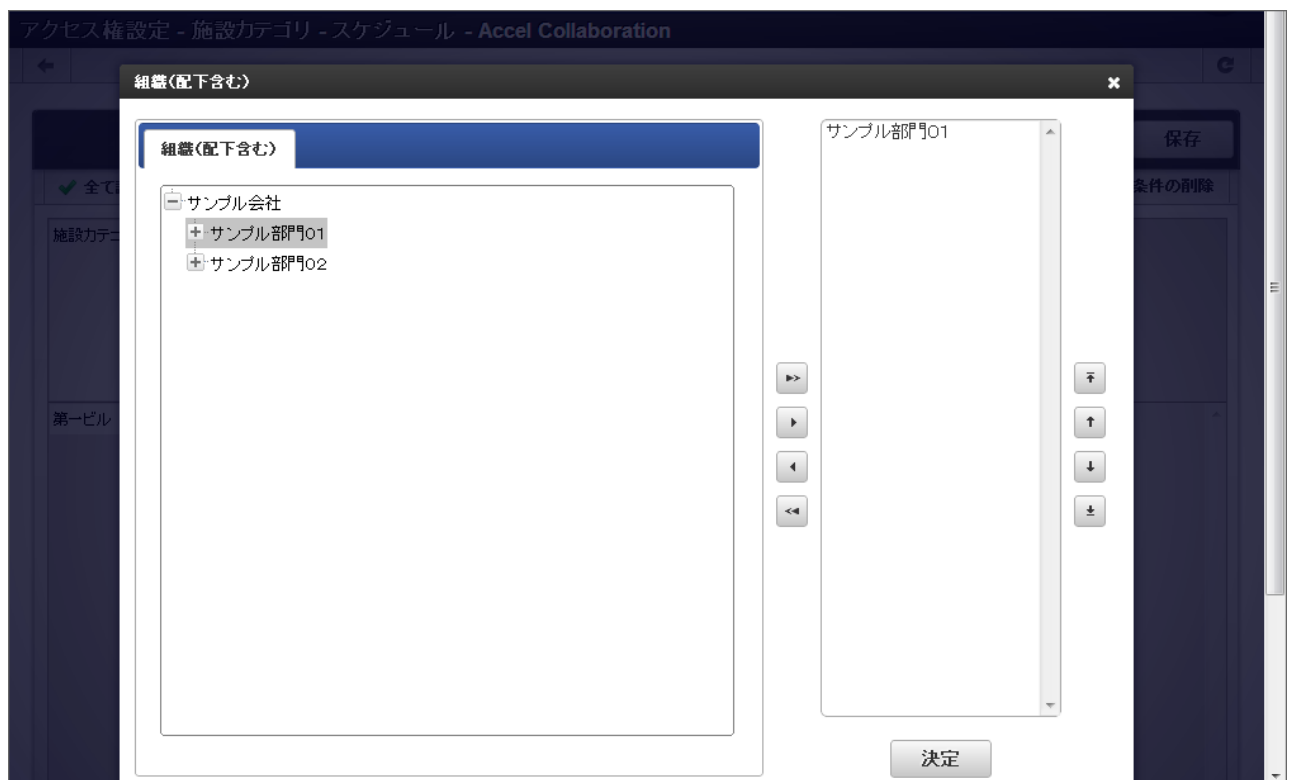 アクセス権設定 - 施設カテゴリ - スケジュール - Accel Collaboration
組織(配下含む)
組織(配下含む)
サンプル会社
サンプル部門01
サンプル部門02
サンプル部門01
決定
保存
全て
条件の削除
施設カテゴ
第一ビル